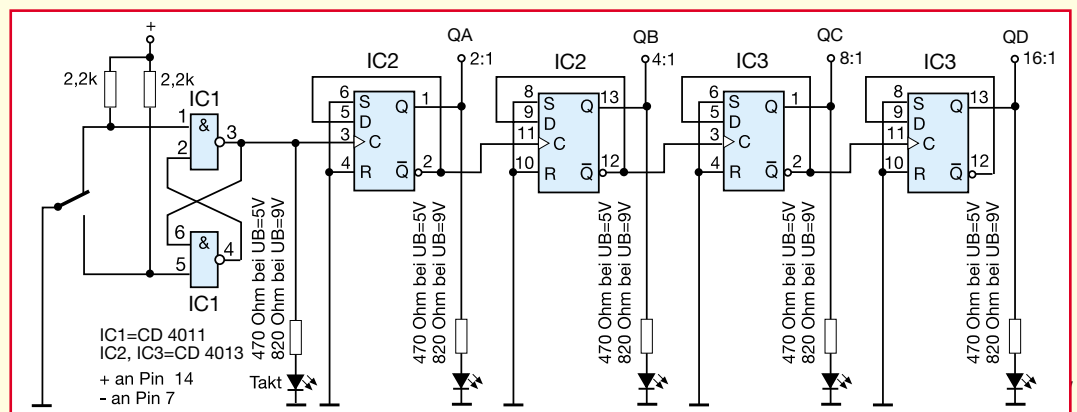 +
2,2k
2,2k
IC1
1
&
3
2
6
&
4
5
IC1
IC1=CD 4011
IC2, IC3=CD 4013
+ an Pin 14
- an Pin 7
470 Ohm bei UB=5V
820 Ohm bei UB=9V
Takt
IC2
QA
2:1
6 S Q 1
5 D
3 C
4 R Q 2
470 Ohm bei UB=5V
820 Ohm bei UB=9V
IC2
QB
4:1
8 S Q 13
9 D
11 C
10 R Q 12
470 Ohm bei UB=5V
820 Ohm bei UB=9V
IC3
QC
8:1
6 S Q 1
5 D
3 C
4 R Q 2
470 Ohm bei UB=5V
820 Ohm bei UB=9V
IC3
QD
16:1
8 S Q 13
9 D
11 C
10 R Q 12
470 Ohm bei UB=5V
820 Ohm bei UB=9V